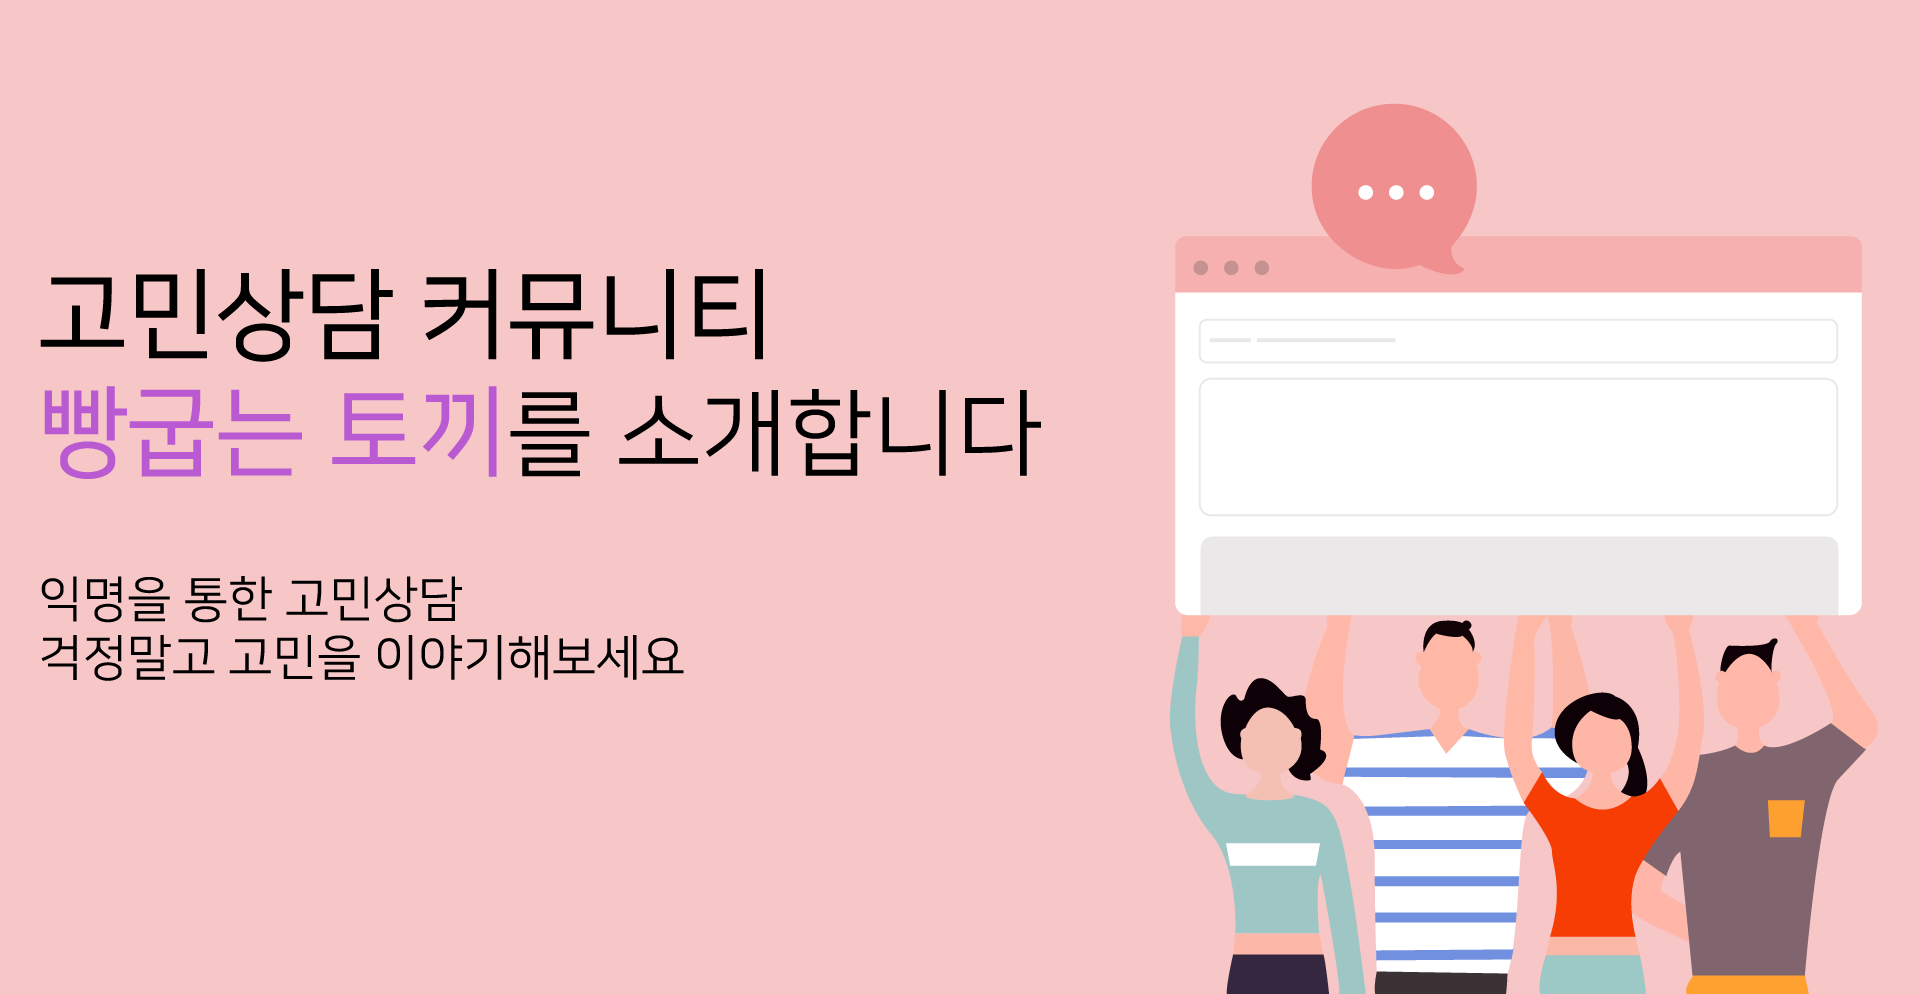 고민상담 커뮤니티
빵굽는 토끼를 소개합니다
익명을 통한 고민상담
걱정말고 고민을 이야기해보세요